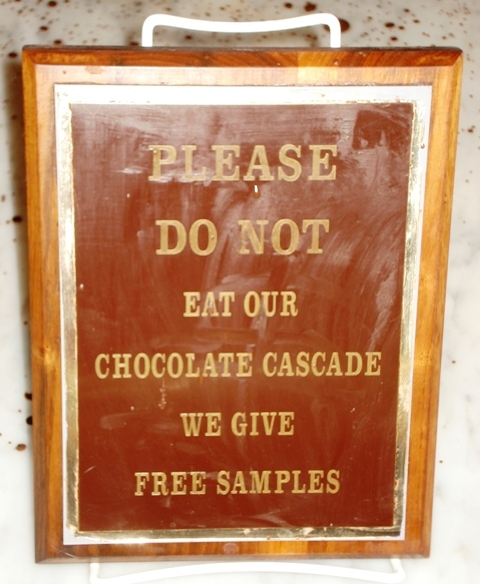 PLEASE
DO NOT
EAT OUR
CHOCOLATE CASCADE
WE GIVE
FREE SAMPLES